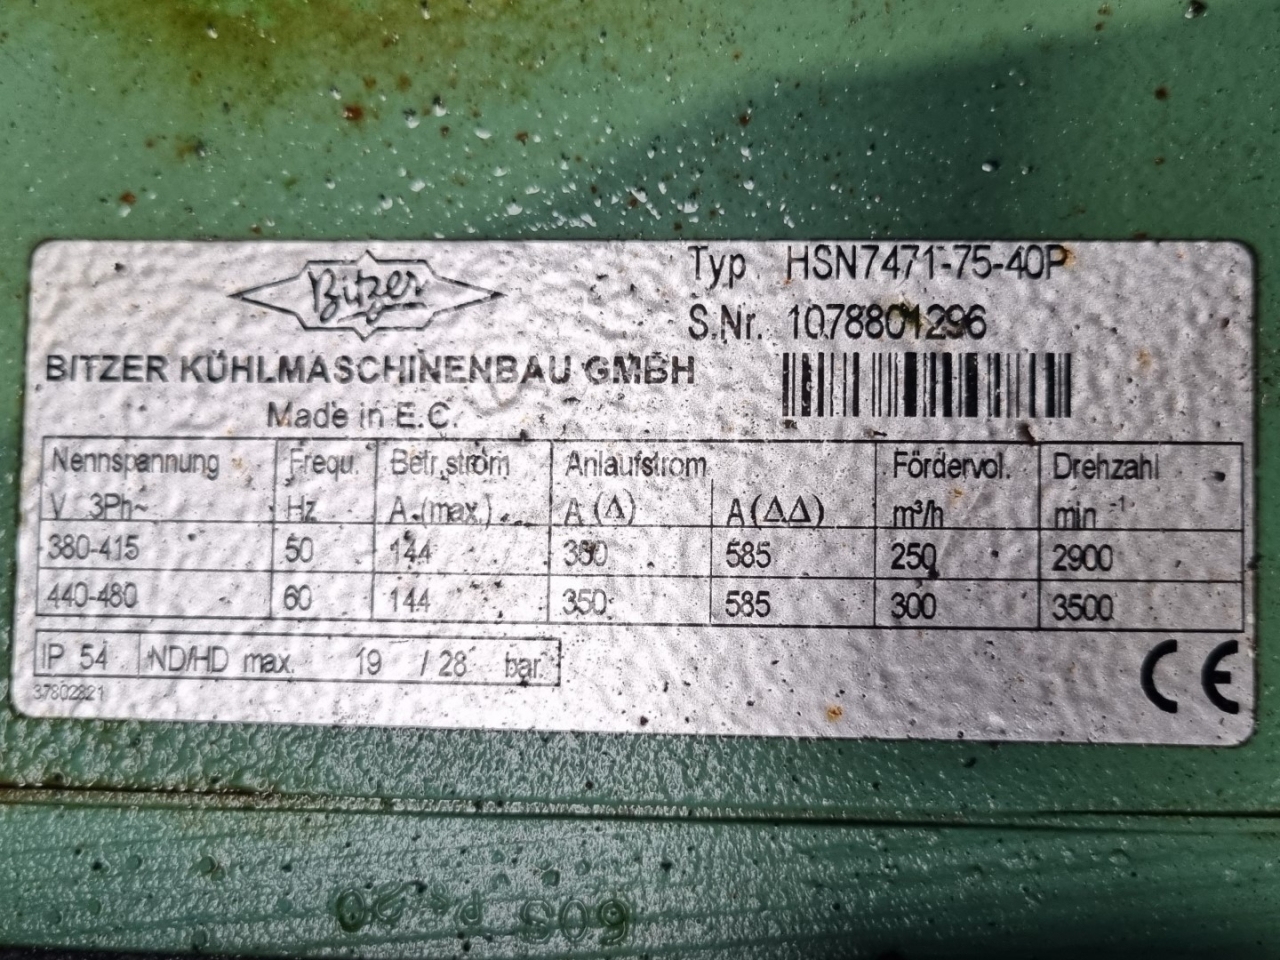 Bitzer
Typ HSN7471-75-40P
S.Nr. 1078801296
BITZER KÜHLMASCHINENBAU GMBH
Made in E.C.
Nennspannung Frequ. Betr.strom Anlaufstrom Fördervol. Drehzahl
V 3Ph~ Hz A (max.) A (Δ) A (ΔΔ) m³/h min⁻¹
380-415 50 144 350 585 250 2900
440-480 60 144 350 585 300 3500
IP 54 ND/HD max. 19 / 28 bar
37802821
CE